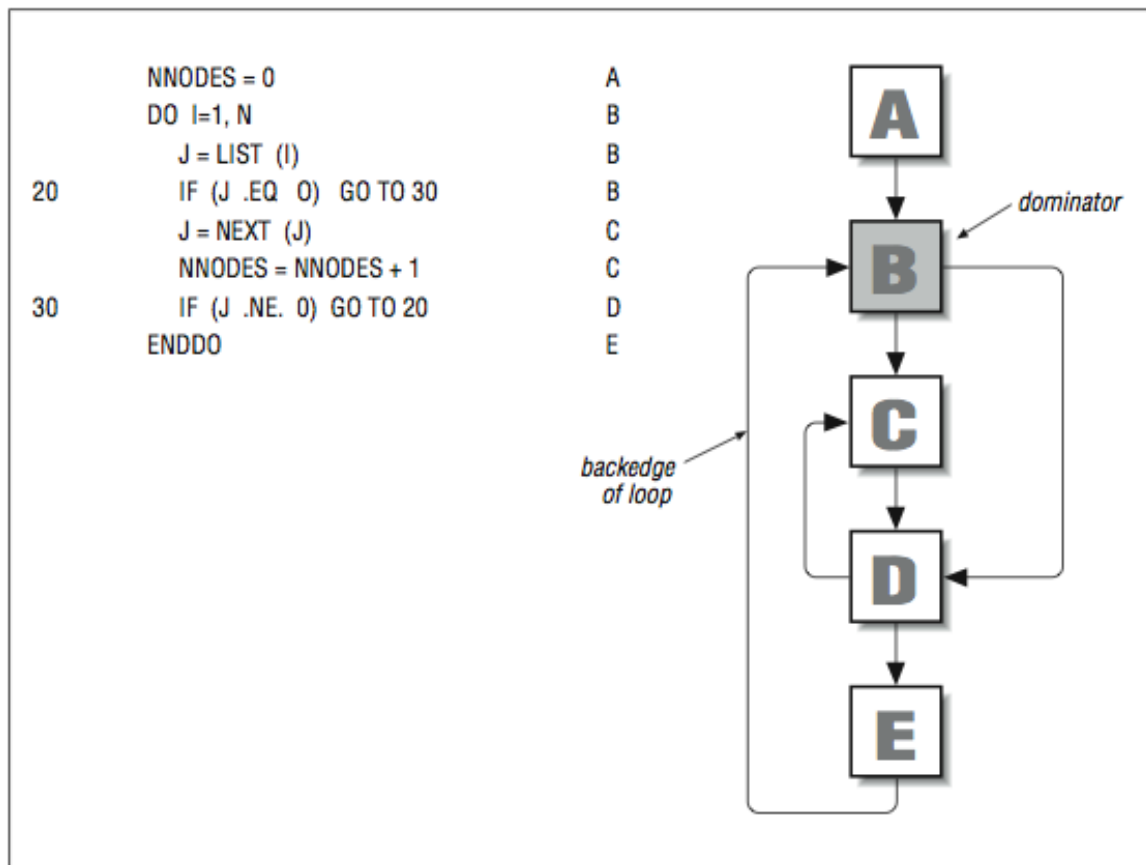 NNODES = 0 A
DO I=1, N B
J = LIST (I) B
20 IF (J .EQ O) GO TO 30 B
J = NEXT (J) C
NNODES = NNODES + 1 C
30 IF (J .NE. 0) GO TO 20 D
ENDDO E
A
dominator
B
C
backedge
of loop
D
E